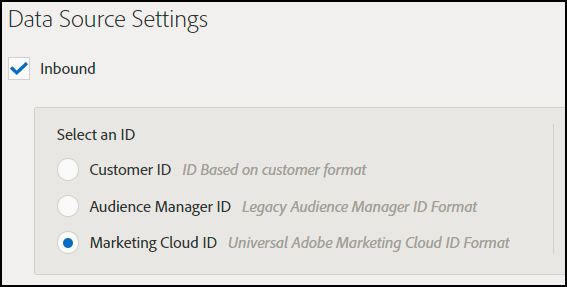 Data Source Settings
Inbound
Select an ID
Customer ID ID Based on customer format
Audience Manager ID Legacy Audience Manager ID Format
Marketing Cloud ID Universal Adobe Marketing Cloud ID Format